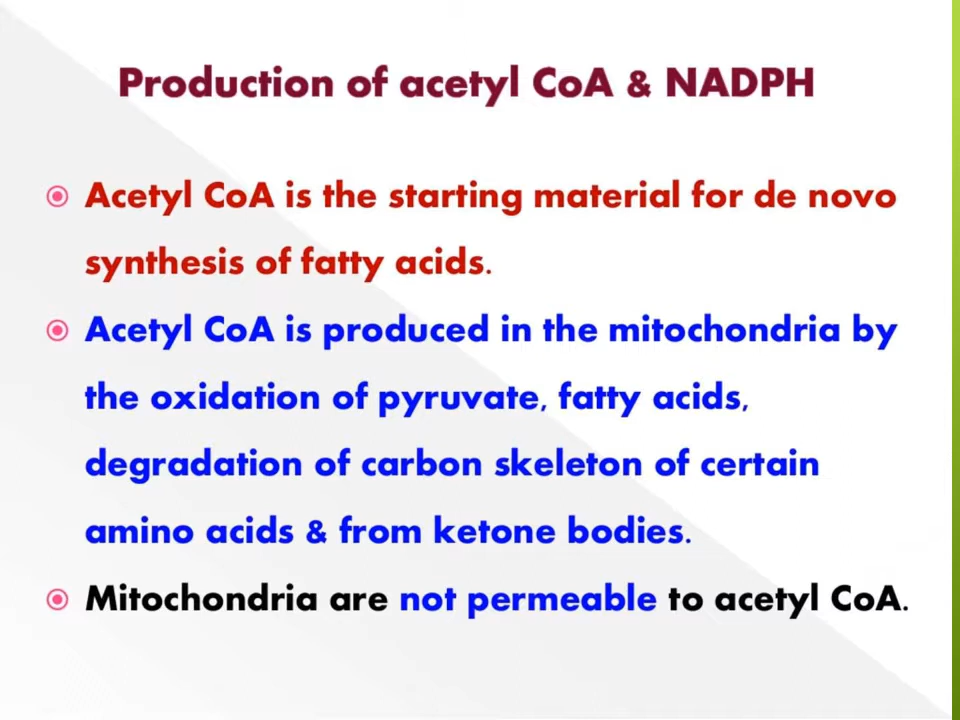 Production of acetyl CoA & NADPH
Acetyl CoA is the starting material for de novo
synthesis of fatty acids.
Acetyl CoA is produced in the mitochondria by
the oxidation of pyruvate, fatty acids,
degradation of carbon skeleton of certain
amino acids & from ketone bodies.
Mitochondria are not permeable to acetyl CoA.